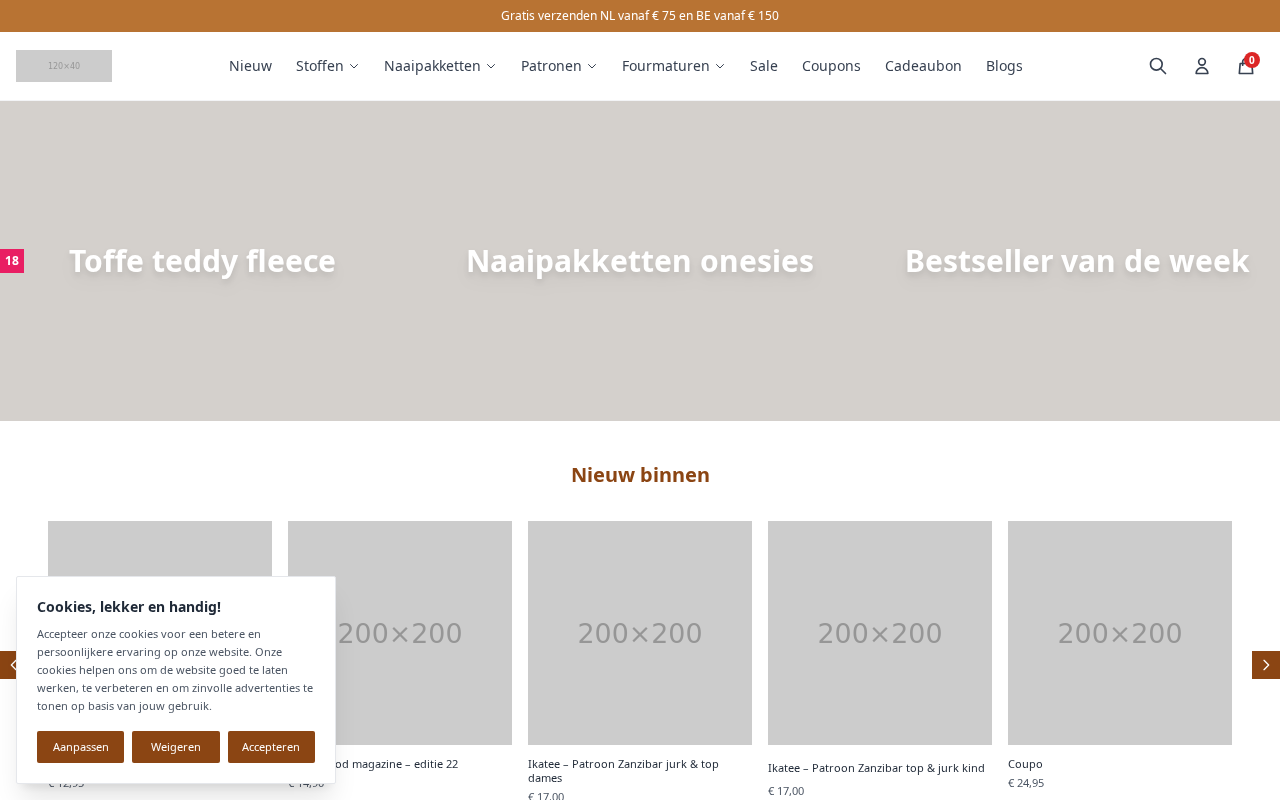 Gratis verzenden NL vanaf € 75 en BE vanaf € 150
120×40
Nieuw
Stoffen
Naaipakketten
Patronen
Fourmaturen
Sale
Coupons
Cadeaubon
Blogs
0
18
Toffe teddy fleece
Naaipakketten onesies
Bestseller van de week
Nieuw binnen
200×200
200×200
200×200
200×200
Cookies, lekker en handig!
Accepteer onze cookies voor een betere en
persoonlijkere ervaring op onze website. Onze
cookies helpen ons om de website goed te laten
werken, te verbeteren en om zinvolle advertenties te
tonen op basis van jouw gebruik.
Aanpassen
Weigeren
Accepteren
magazine – editie 22
Ikatee – Patroon Zanzibar jurk & top
dames
€ 17,00
Ikatee – Patroon Zanzibar top & jurk kind
€ 17,00
Coupo
€ 24,95